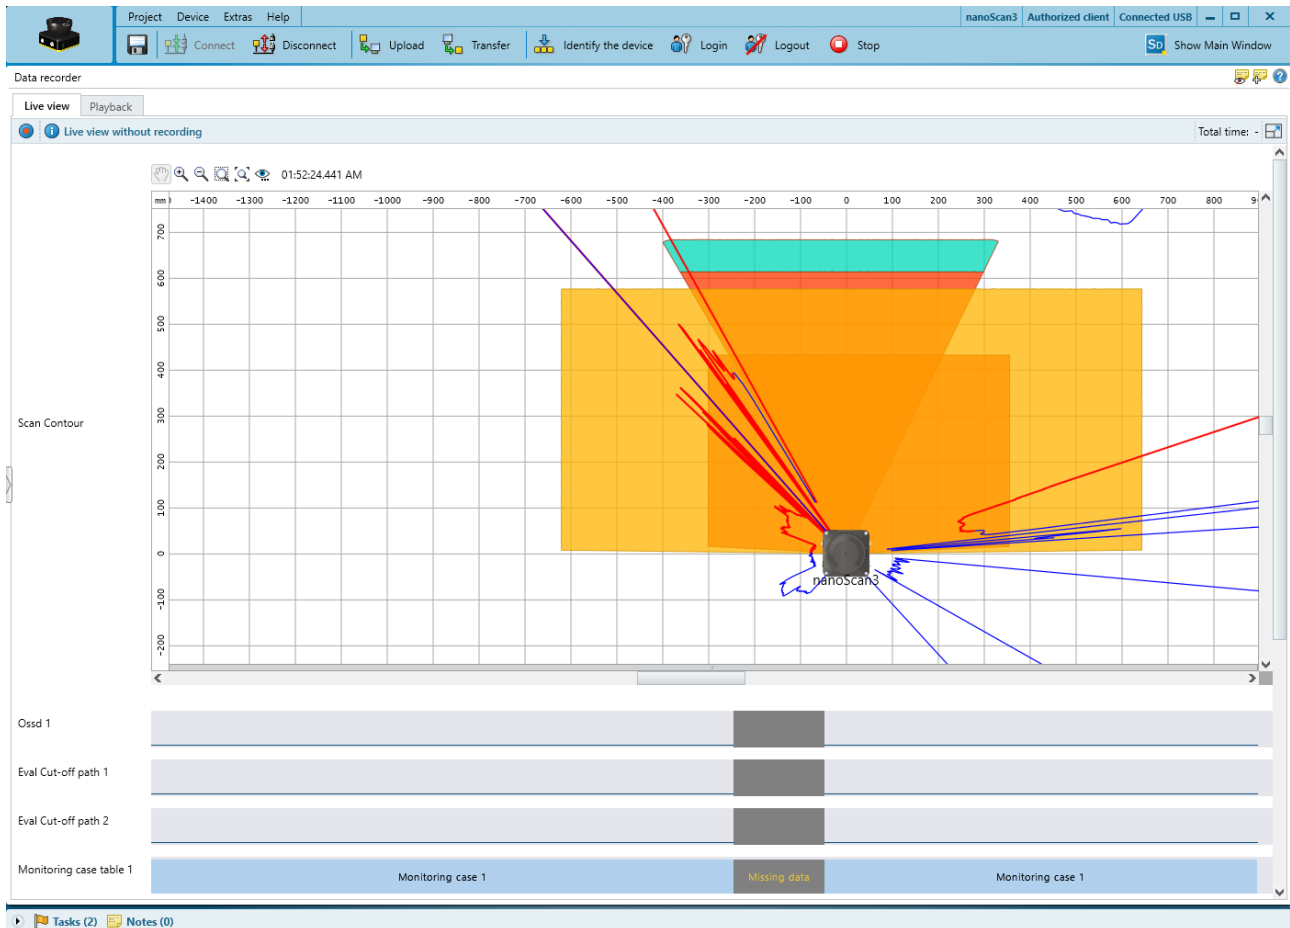 Project Device Extras Help nanoScan3 Authorized client Connected USB
Connect Disconnect Upload Transfer Identify the device Login Logout Stop SD Show Main Window
Data recorder
Live view Playback
Live view without recording Total time: -
01:52:24.441 AM
mm -1400 -1300 -1200 -1100 -1000 -900 -800 -700 -600 -500 -400 -300 -200 -100 0 100 200 300 400 500 600 700 800
700
600
500
400
300
200
100
0
-100
-200
Scan Contour
nanoScan3
Ossd 1
Eval Cut-off path 1
Eval Cut-off path 2
Monitoring case table 1 Monitoring case 1 Missing data Monitoring case 1
Tasks (2) Notes (0)